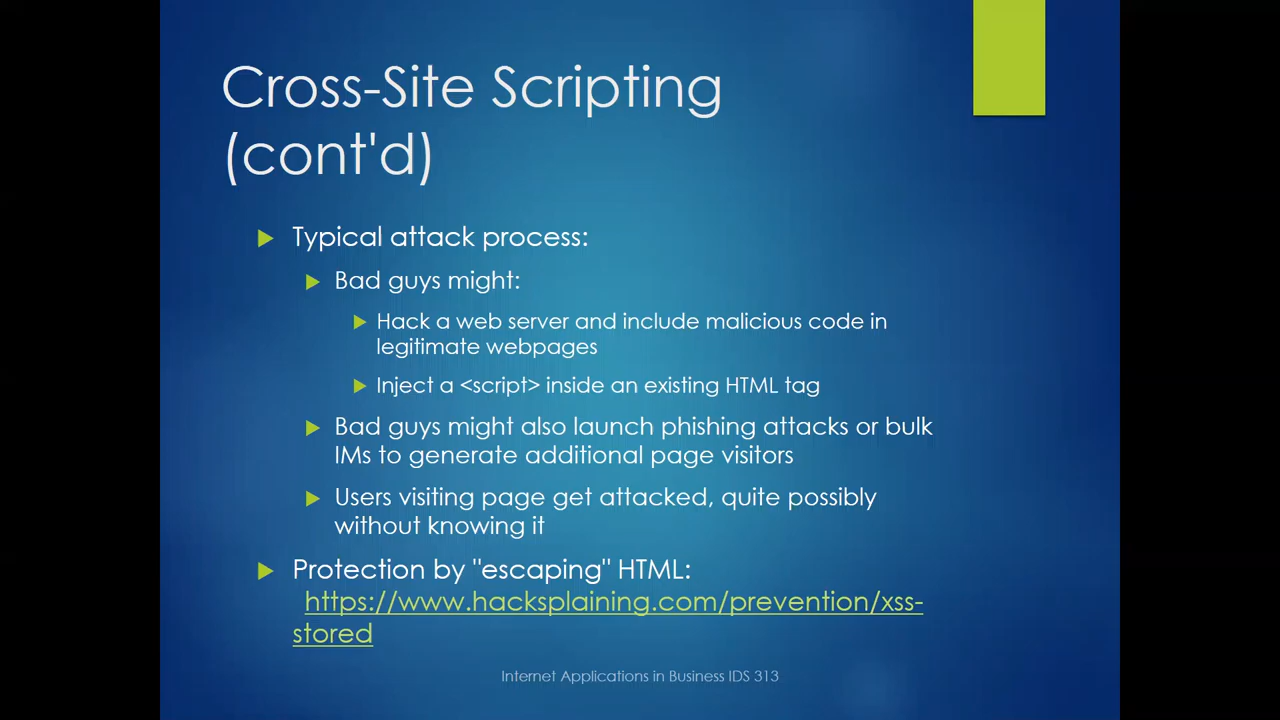 Cross-Site Scripting
(cont'd)
Typical attack process:
Bad guys might:
Hack a web server and include malicious code in
legitimate webpages
Inject a <script> inside an existing HTML tag
Bad guys might also launch phishing attacks or bulk
IMs to generate additional page visitors
Users visiting page get attacked, quite possibly
without knowing it
Protection by "escaping" HTML:
https://www.hacksplaining.com/prevention/xss-
stored
Internet Applications in Business IDS 313